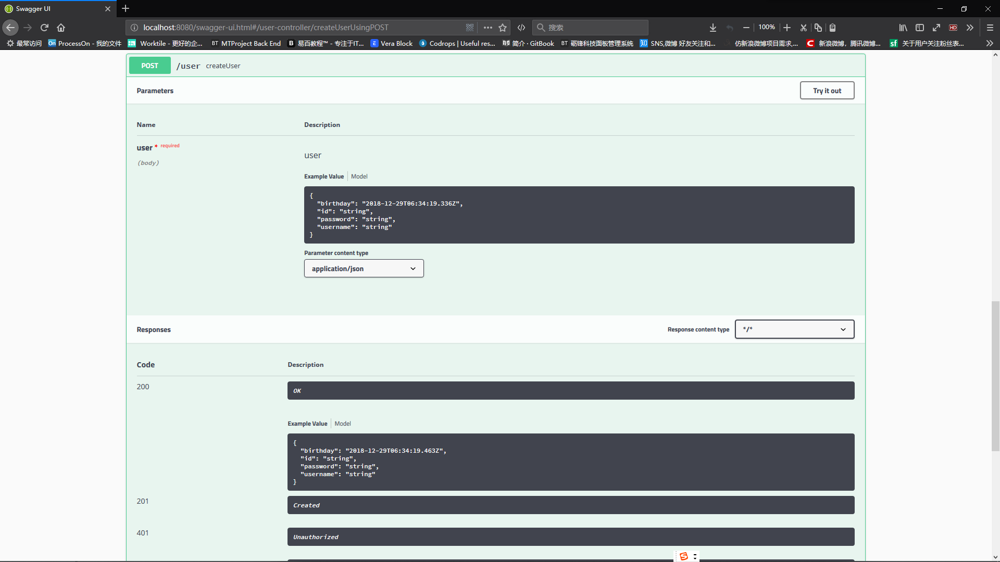 Swagger UI
localhost:8080/swagger-ui.html#/user-controller/createUserUsingPOST
搜索
100%
HD
最常访问
On ProcessOn - 我的文件
Worktile - 更好的企...
BT MTProject Back End
B 易百教程™ - 专注于IT...
E Vera Block
Codrops | Useful res...
简介 · GitBook
BT 砺锋科技面板管理系统
知 SNS,微博 好友关注和...
仿新浪微博项目需求,...
C 新浪微博，腾讯微博...
sf 关于用户关注粉丝表...
POST /user createUser
Parameters
Try it out
Name Description
user * required
(body)
user
Example Value Model
{
"birthday": "2018-12-29T06:34:19.336Z",
"id": "string",
"password": "string",
"username": "string"
}
Parameter content type
application/json
Responses
Response content type */*
Code Description
200 OK
Example Value Model
{
"birthday": "2018-12-29T06:34:19.463Z",
"id": "string",
"password": "string",
"username": "string"
}
201 Created
401 Unauthorized
S